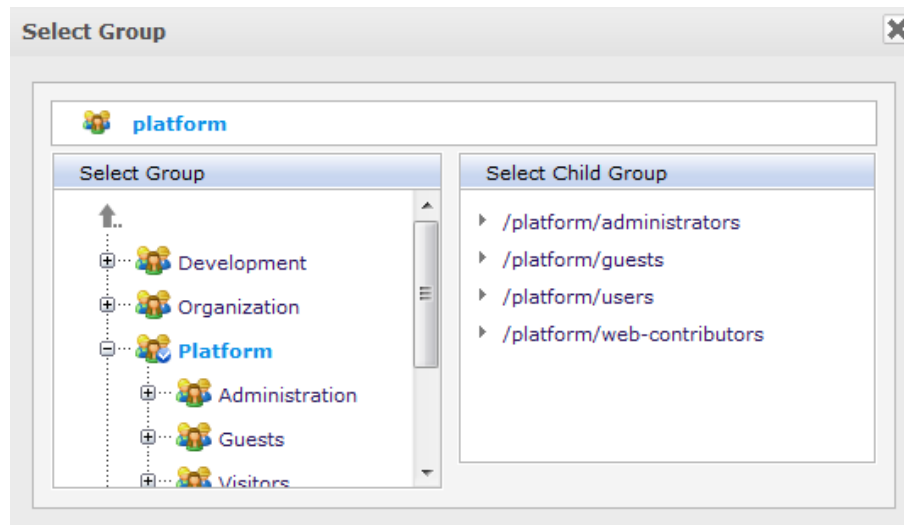 Select Group
platform
Select Group
..
Development
Organization
Platform
Administration
Guests
Visitors
Select Child Group
/platform/administrators
/platform/guests
/platform/users
/platform/web-contributors